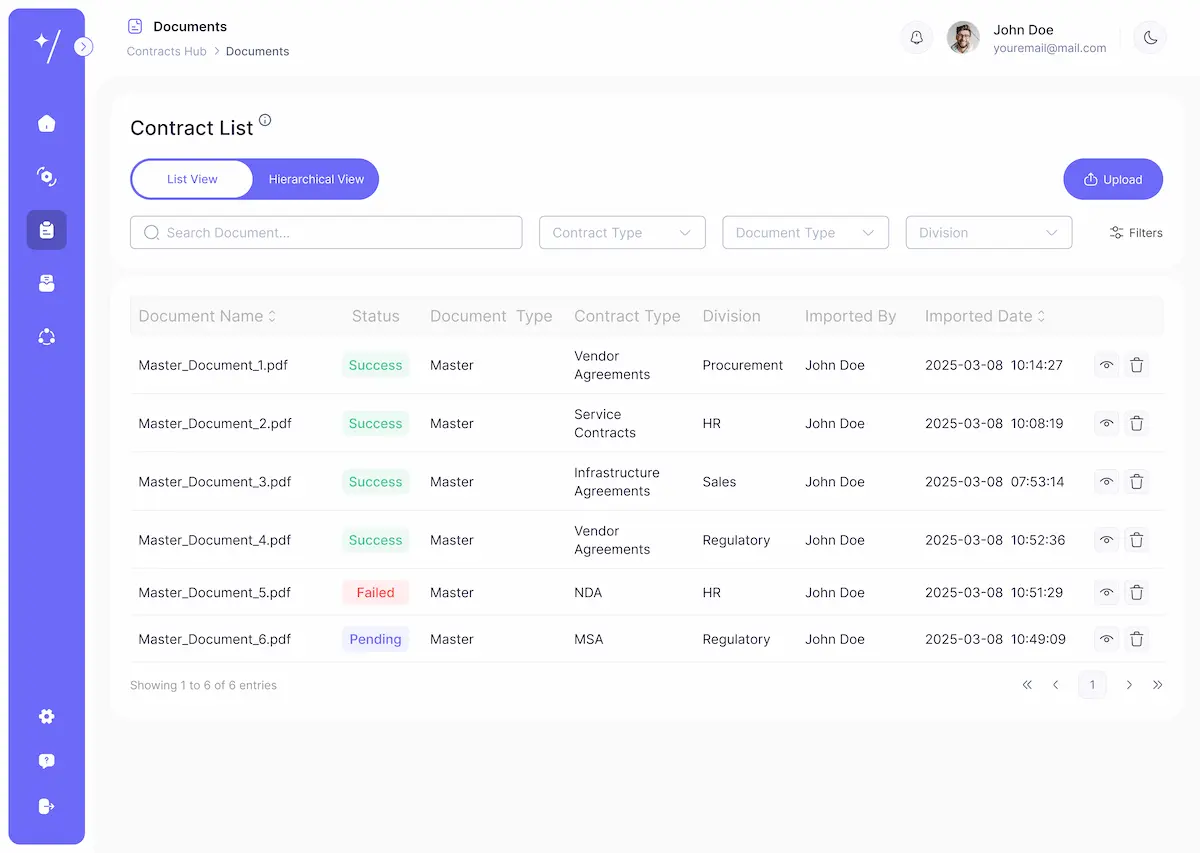 Documents
Contracts Hub > Documents
John Doe
youremail@mail.com
Contract List
List View Hierarchical View Upload
Search Document... Contract Type Document Type Division Filters
Document Name Status Document Type Contract Type Division Imported By Imported Date
Master_Document_1.pdf Success Master Vendor Agreements Procurement John Doe 2025-03-08 10:14:27
Master_Document_2.pdf Success Master Service Contracts HR John Doe 2025-03-08 10:08:19
Master_Document_3.pdf Success Master Infrastructure Agreements Sales John Doe 2025-03-08 07:53:14
Master_Document_4.pdf Success Master Vendor Agreements Regulatory John Doe 2025-03-08 10:52:36
Master_Document_5.pdf Failed Master NDA HR John Doe 2025-03-08 10:51:29
Master_Document_6.pdf Pending Master MSA Regulatory John Doe 2025-03-08 10:49:09
Showing 1 to 6 of 6 entries « < 1 > »